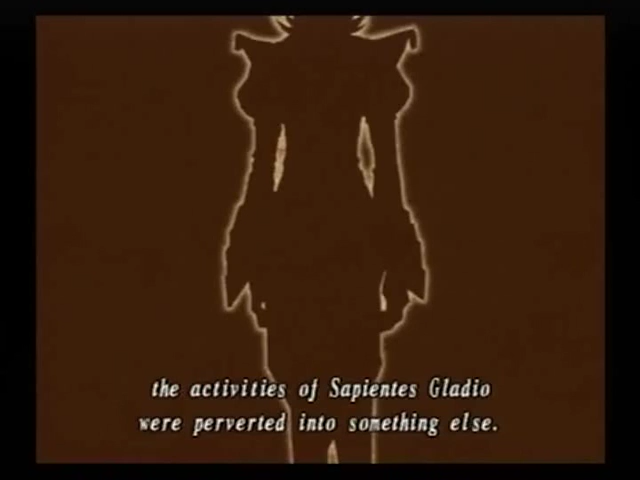 the activities of Sapientes Gladio
were perverted into something else.